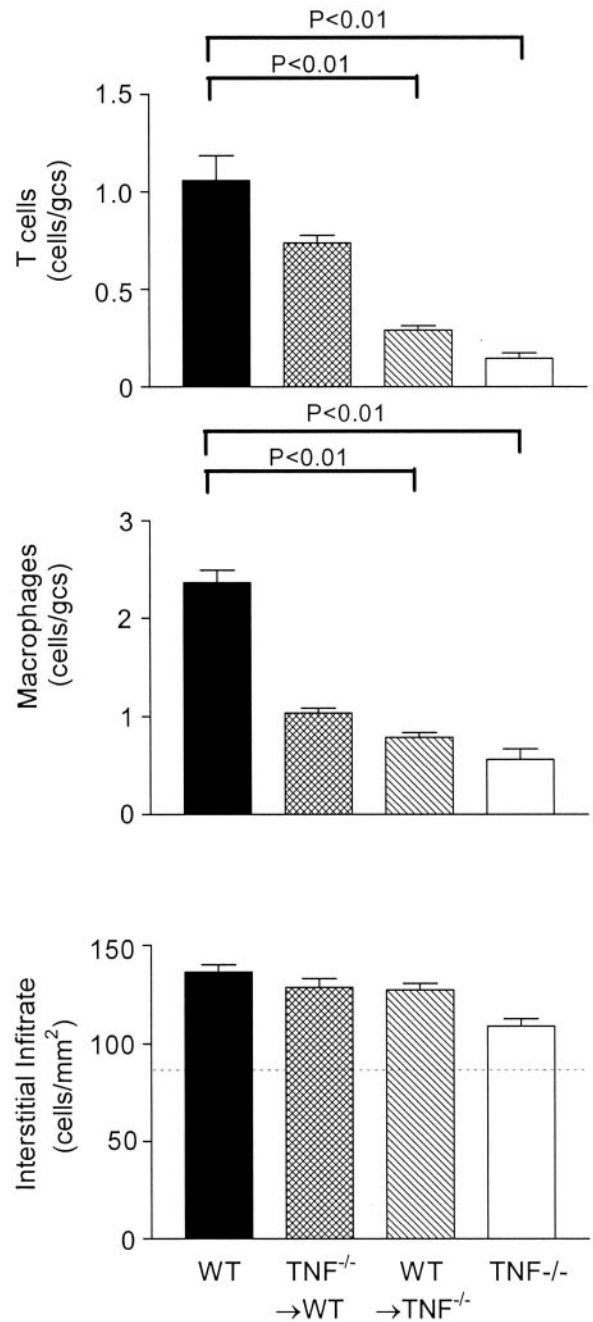 P<0.01
P<0.01
T cells
(cells/gcs)
1.5
1.0
0.5
0
P<0.01
P<0.01
Macrophages
(cells/gcs)
3
2
1
0
Interstitial Infitrate
(cells/mm²)
150
100
50
0
WT TNF⁻/⁻ WT TNF-/-
→WT →TNF⁻/⁻